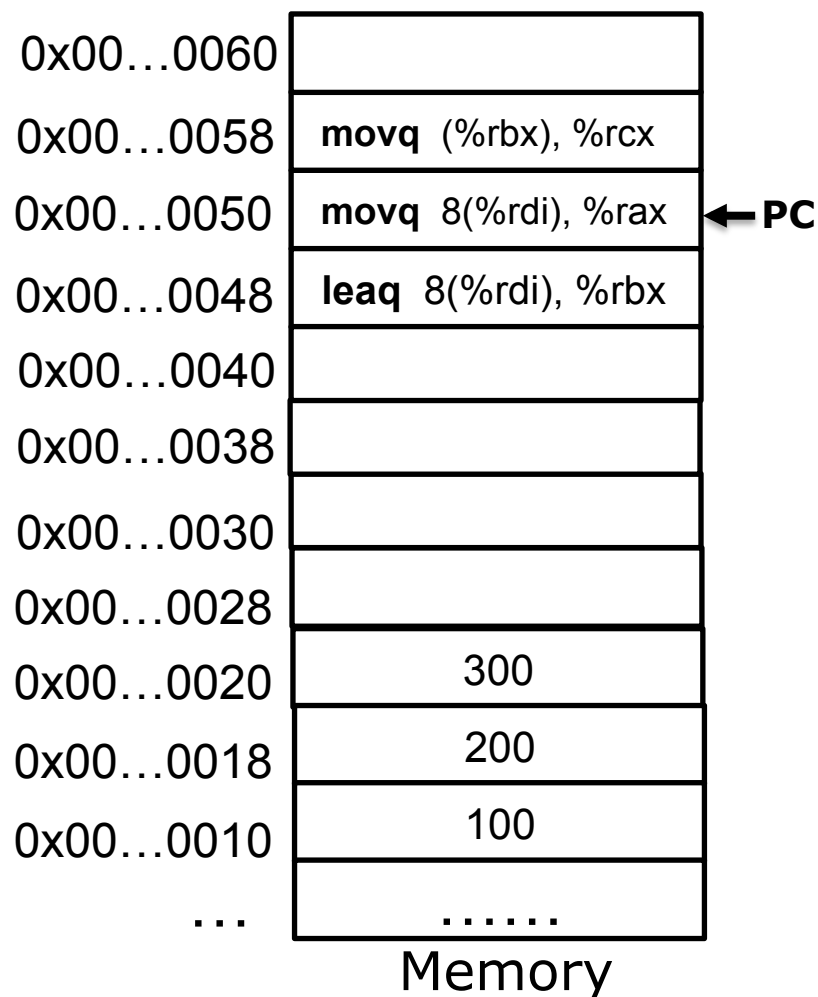 0x00…0060
0x00…0058 movq (%rbx), %rcx
0x00…0050 movq 8(%rdi), %rax PC
0x00…0048 leaq 8(%rdi), %rbx
0x00…0040
0x00…0038
0x00…0030
0x00…0028
0x00…0020 300
0x00…0018 200
0x00…0010 100
… ……
Memory